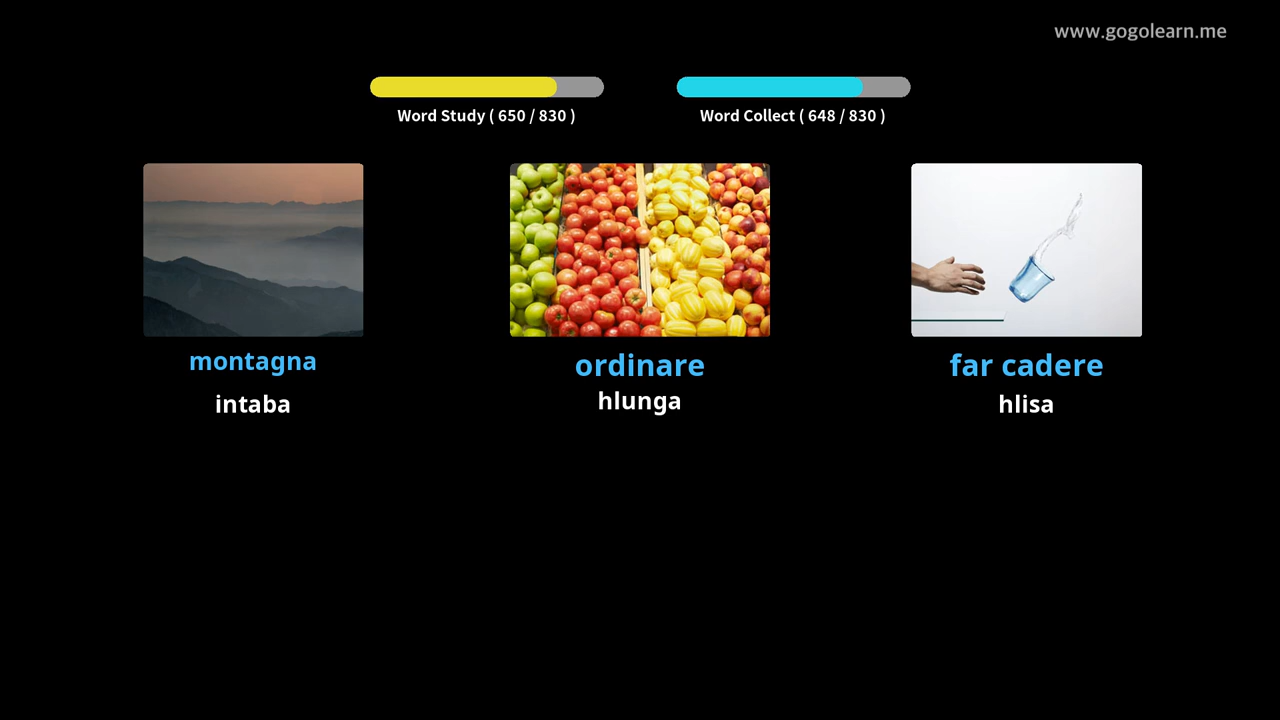 www.gogolearn.me
Word Study ( 650 / 830 )
Word Collect ( 648 / 830 )
montagna
intaba
ordinare
hlunga
far cadere
hlisa